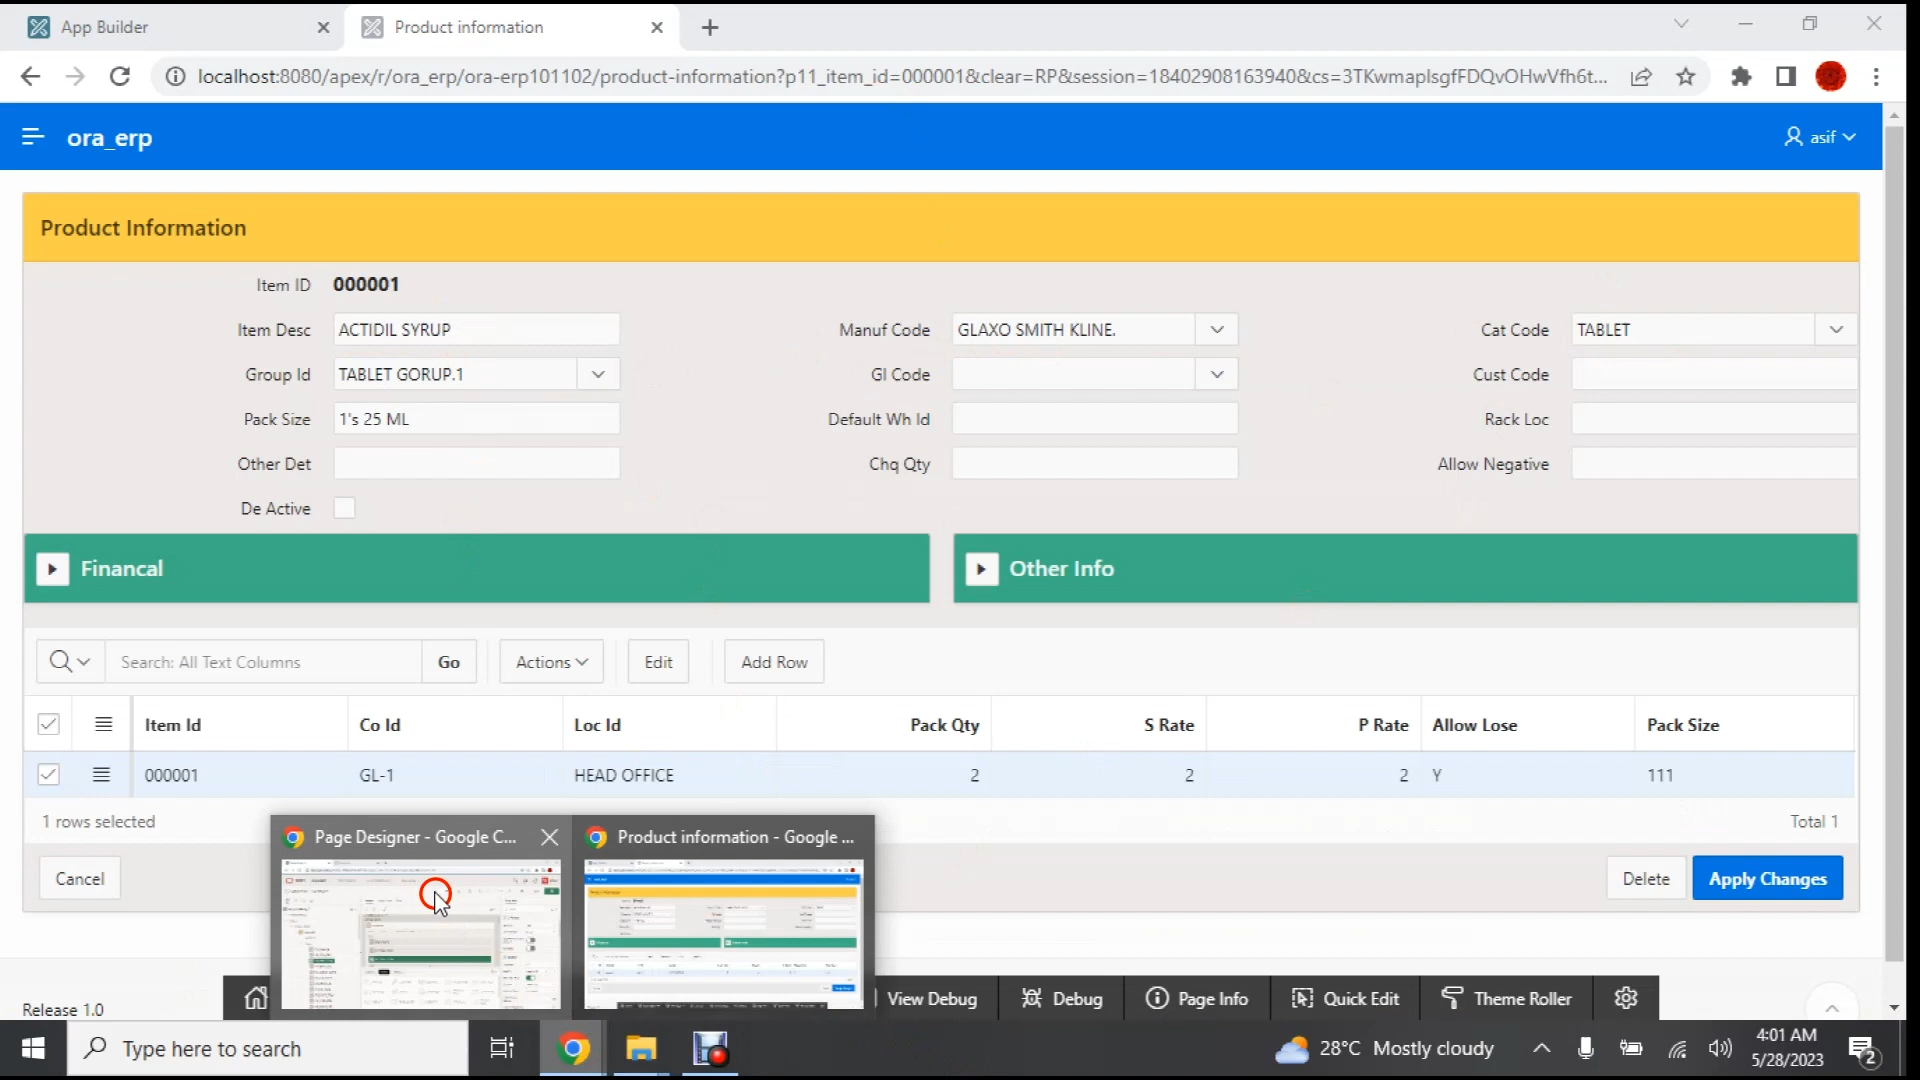 App Builder
Product information
localhost:8080/apex/r/ora_erp/ora-erp101102/product-information?p11_item_id=000001&clear=RP&session=18402908163940&cs=3TKwmaplsgfFDQvOHwVfh6t...
ora_erp
asif
Product Information
Item ID 000001
Item Desc ACTIDIL SYRUP Manuf Code GLAXO SMITH KLINE. Cat Code TABLET
Group Id TABLET GORUP.1 Gl Code Cust Code
Pack Size 1's 25 ML Default Wh Id Rack Loc
Other Det Chq Qty Allow Negative
De Active
Financal Other Info
Search: All Text Columns Go Actions Edit Add Row
Item Id Co Id Loc Id Pack Qty S Rate P Rate Allow Lose Pack Size
000001 GL-1 HEAD OFFICE 2 2 2 Y 111
1 rows selected Total 1
Page Designer - Google C... Product information - Google ...
Cancel Delete Apply Changes
View Debug Debug Page Info Quick Edit Theme Roller
Release 1.0
Type here to search 28°C Mostly cloudy 4:01 AM
5/28/2023 2